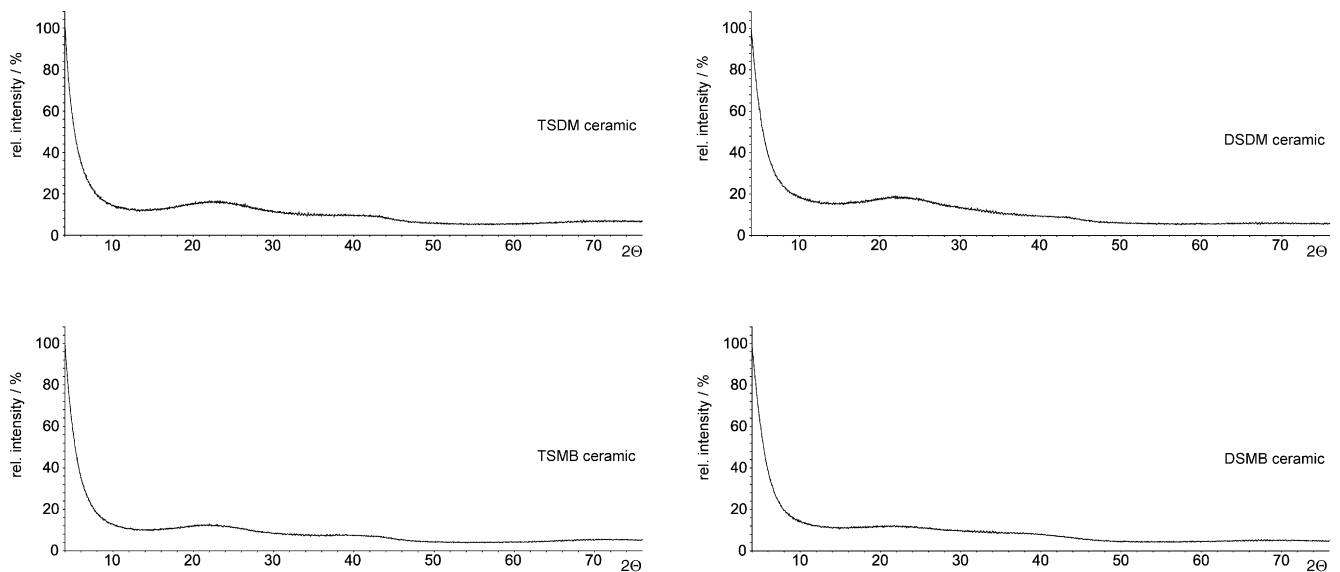 rel. intensity / %
100
80
60
40
20
0
TSDM ceramic
10 20 30 40 50 60 70 2Θ
rel. intensity / %
100
80
60
40
20
0
DSDM ceramic
10 20 30 40 50 60 70 2Θ
rel. intensity / %
100
80
60
40
20
0
TSMB ceramic
10 20 30 40 50 60 70 2Θ
rel. intensity / %
100
80
60
40
20
0
DSMB ceramic
10 20 30 40 50 60 70 2Θ